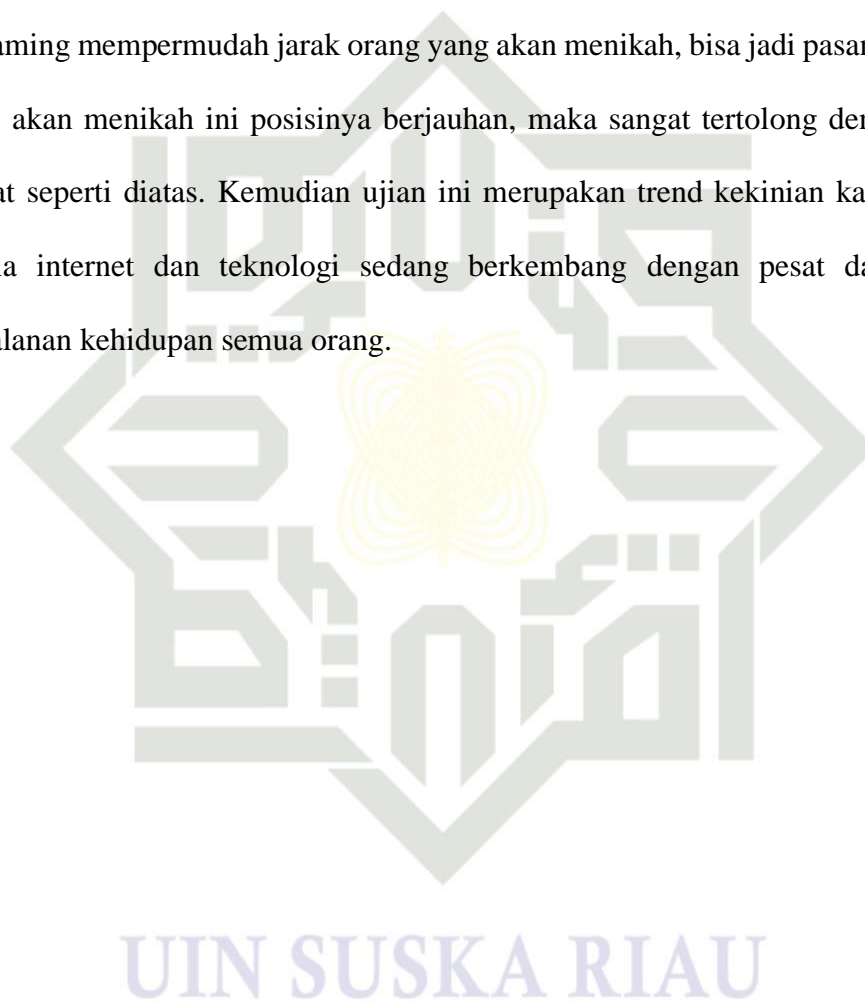 aming mempermudah jarak orang yang akan menikah, bisa jadi pasan
akan menikah ini posisinya berjauhan, maka sangat tertolong den
at seperti diatas. Kemudian ujian ini merupakan trend kekinian ka
a internet dan teknologi sedang berkembang dengan pesat da
alanan kehidupan semua orang.
UIN SUSKA RIAU